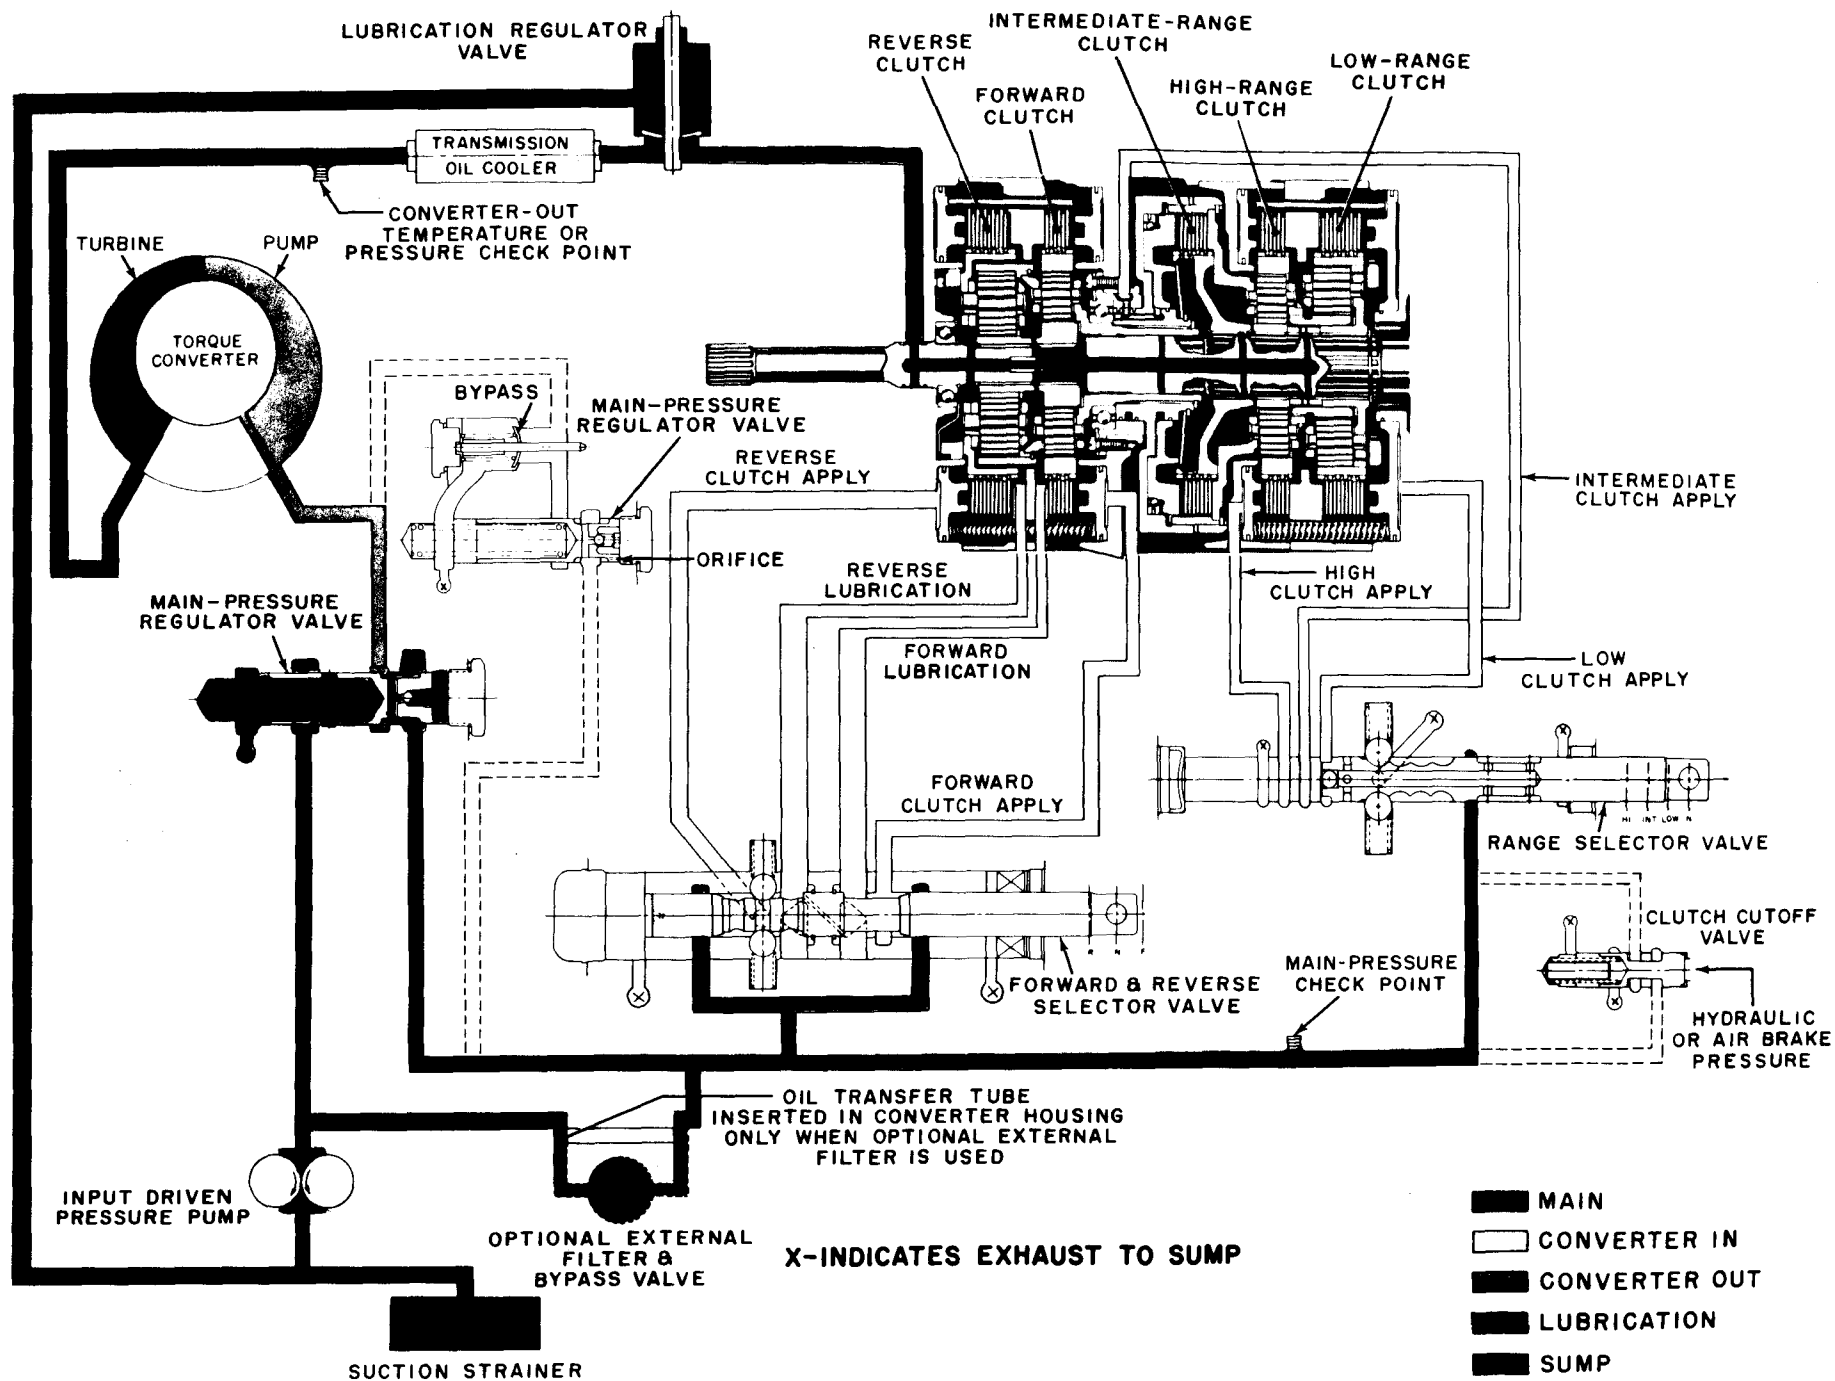 LUBRICATION REGULATOR
VALVE
REVERSE
CLUTCH
INTERMEDIATE-RANGE
CLUTCH
FORWARD
CLUTCH
HIGH-RANGE
CLUTCH
LOW-RANGE
CLUTCH
TRANSMISSION
OIL COOLER
CONVERTER-OUT
TEMPERATURE OR
PRESSURE CHECK POINT
TURBINE
PUMP
TORQUE
CONVERTER
BYPASS
MAIN-PRESSURE
REGULATOR VALVE
REVERSE
CLUTCH APPLY
ORIFICE
INTERMEDIATE
CLUTCH APPLY
REVERSE
LUBRICATION
HIGH
CLUTCH APPLY
MAIN-PRESSURE
REGULATOR VALVE
FORWARD
LUBRICATION
LOW
CLUTCH APPLY
FORWARD
CLUTCH APPLY
X
X
X
HI INT LOW N
RANGE SELECTOR VALVE
X
X
R N F
FORWARD & REVERSE
SELECTOR VALVE
MAIN-PRESSURE
CHECK POINT
CLUTCH CUTOFF
VALVE
X
X
HYDRAULIC
OR AIR BRAKE
PRESSURE
OIL TRANSFER TUBE
INSERTED IN CONVERTER HOUSING
ONLY WHEN OPTIONAL EXTERNAL
FILTER IS USED
INPUT DRIVEN
PRESSURE PUMP
OPTIONAL EXTERNAL
FILTER &
BYPASS VALVE
X-INDICATES EXHAUST TO SUMP
SUCTION STRAINER
MAIN
CONVERTER IN
CONVERTER OUT
LUBRICATION
SUMP